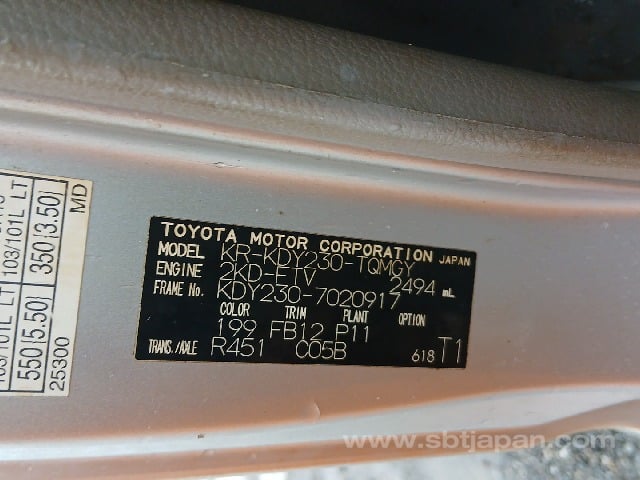 TOYOTA MOTOR CORPORATION JAPAN
MODEL KR-KDY230-TQMGY
ENGINE 2KD-FTV 2494 mL
FRAME No. KDY230-7020917
COLOR TRIM PLANT OPTION
199 FB12 P11
TRANS./AXLE R451 C05B 618 T1
103/101L LT
350(3.50)
MD
550(5.50)
25300
www.sbtjapan.com